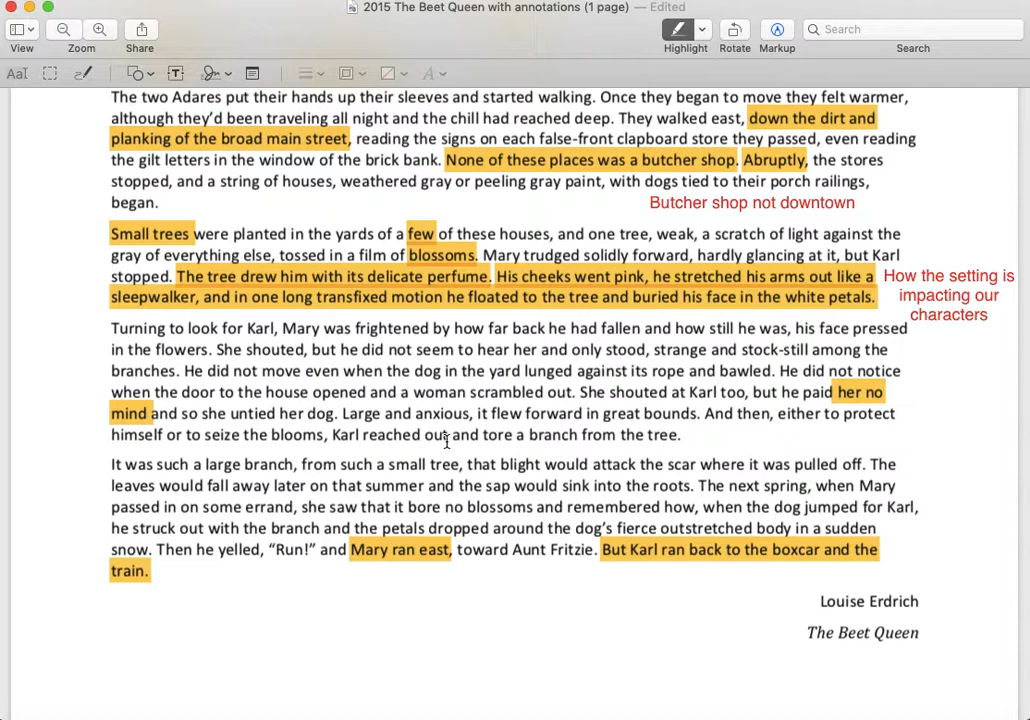 2015 The Beet Queen with annotations (1 page) — Edited
View
Zoom
Share
Highlight
Rotate
Markup
Search
Search
AaI
A
The two Adares put their hands up their sleeves and started walking. Once they began to move they felt warmer,
although they'd been traveling all night and the chill had reached deep. They walked east, down the dirt and
planking of the broad main street, reading the signs on each false-front clapboard store they passed, even reading
the gilt letters in the window of the brick bank. None of these places was a butcher shop. Abruptly, the stores
stopped, and a string of houses, weathered gray or peeling gray paint, with dogs tied to their porch railings,
began.
Butcher shop not downtown
Small trees were planted in the yards of a few of these houses, and one tree, weak, a scratch of light against the
gray of everything else, tossed in a film of blossoms. Mary trudged solidly forward, hardly glancing at it, but Karl
stopped. The tree drew him with its delicate perfume. His cheeks went pink, he stretched his arms out like a
sleepwalker, and in one long transfixed motion he floated to the tree and buried his face in the white petals.
How the setting is
impacting our
characters
Turning to look for Karl, Mary was frightened by how far back he had fallen and how still he was, his face pressed
in the flowers. She shouted, but he did not seem to hear her and only stood, strange and stock-still among the
branches. He did not move even when the dog in the yard lunged against its rope and bawled. He did not notice
when the door to the house opened and a woman scrambled out. She shouted at Karl too, but he paid her no
mind and so she untied her dog. Large and anxious, it flew forward in great bounds. And then, either to protect
himself or to seize the blooms, Karl reached out and tore a branch from the tree.
It was such a large branch, from such a small tree, that blight would attack the scar where it was pulled off. The
leaves would fall away later on that summer and the sap would sink into the roots. The next spring, when Mary
passed in on some errand, she saw that it bore no blossoms and remembered how, when the dog jumped for Karl,
he struck out with the branch and the petals dropped around the dog's fierce outstretched body in a sudden
snow. Then he yelled, "Run!" and Mary ran east, toward Aunt Fritzie. But Karl ran back to the boxcar and the
train.
Louise Erdrich
The Beet Queen